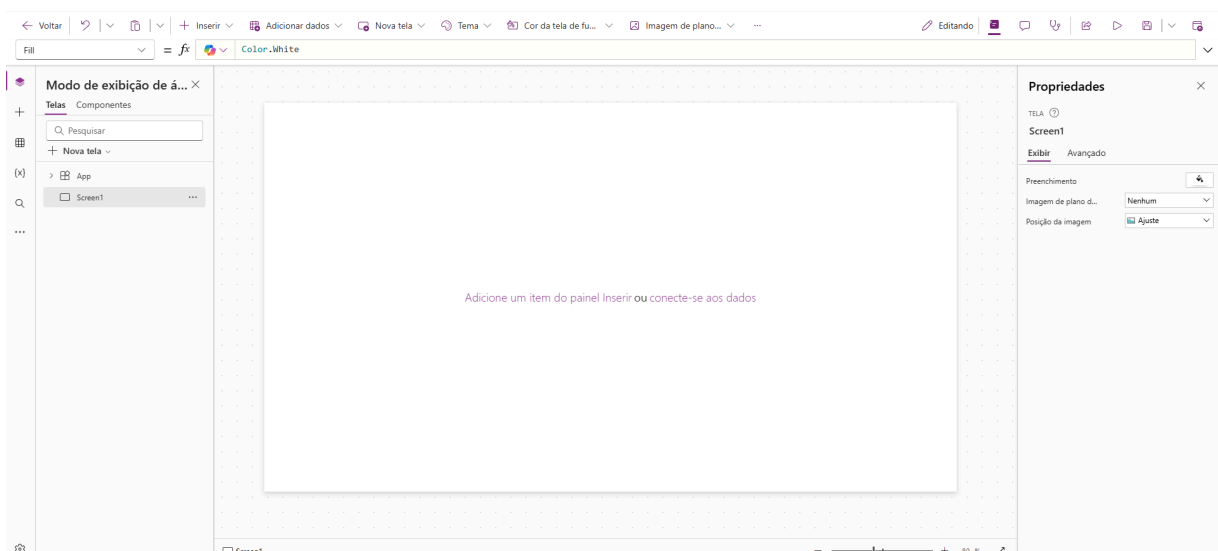 Voltar
Inserir
Adicionar dados
Nova tela
Tema
Cor da tela de fu...
Imagem de plano...
...
Editando
Fill
= fx
Color.White
Modo de exibição de á...
Telas Componentes
Pesquisar
+ Nova tela
App
Screen1
...
Adicione um item do painel Inserir ou conecte-se aos dados
Propriedades
TELA
Screen1
Exibir Avançado
Preenchimento
Imagem de plano d... Nenhum
Posição da imagem Ajuste
Screen1